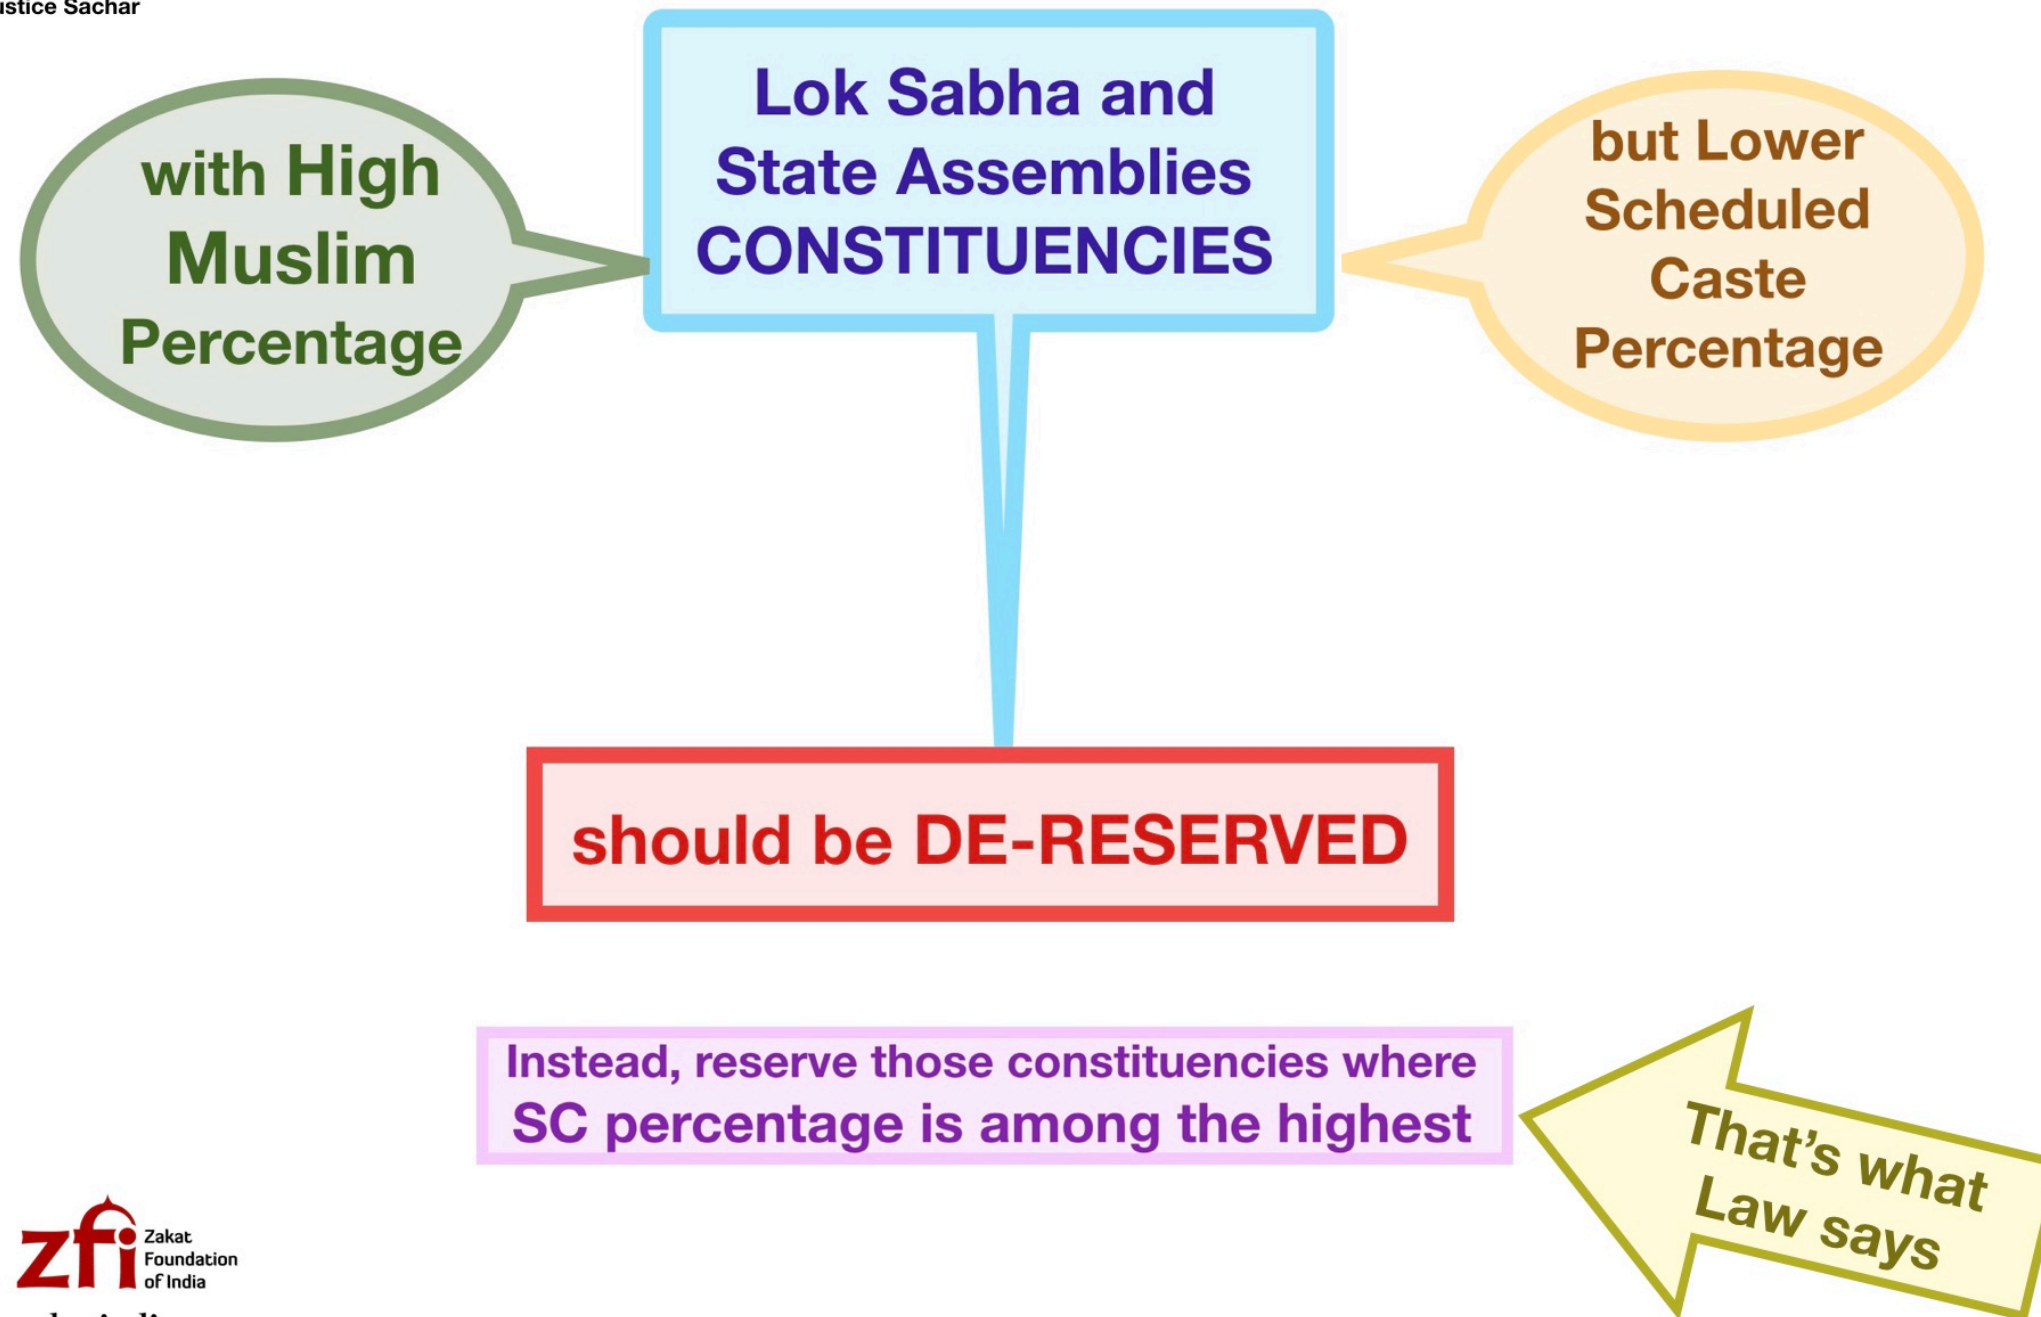 Justice Sachar
with High
Muslim
Percentage
Lok Sabha and
State Assemblies
CONSTITUENCIES
but Lower
Scheduled
Caste
Percentage
should be DE-RESERVED
Instead, reserve those constituencies where
SC percentage is among the highest
That's what
Law says
zfi
Zakat
Foundation
of India